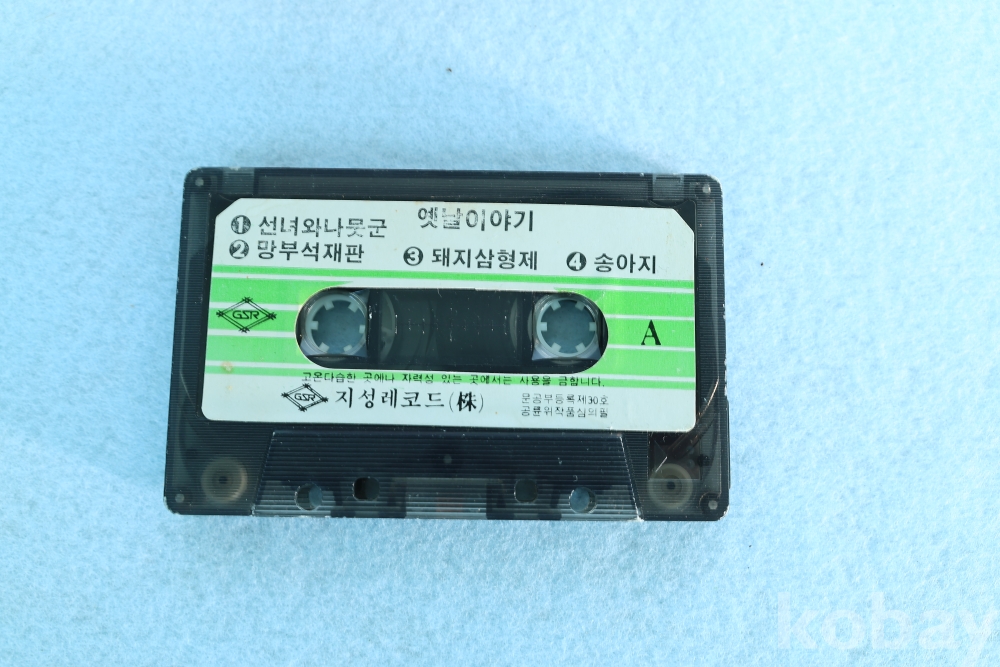 옛날이야기
❶ 선녀와나뭇군
❷ 망부석재판 ❸ 돼지삼형제 ❹ 송아지
GSR
A
고온다습한 곳에나 자력성 있는 곳에서는 사용을 금합니다.
GSR 지성레코드(株)
문공부등록제30호
공륜위작품심의필
kobay